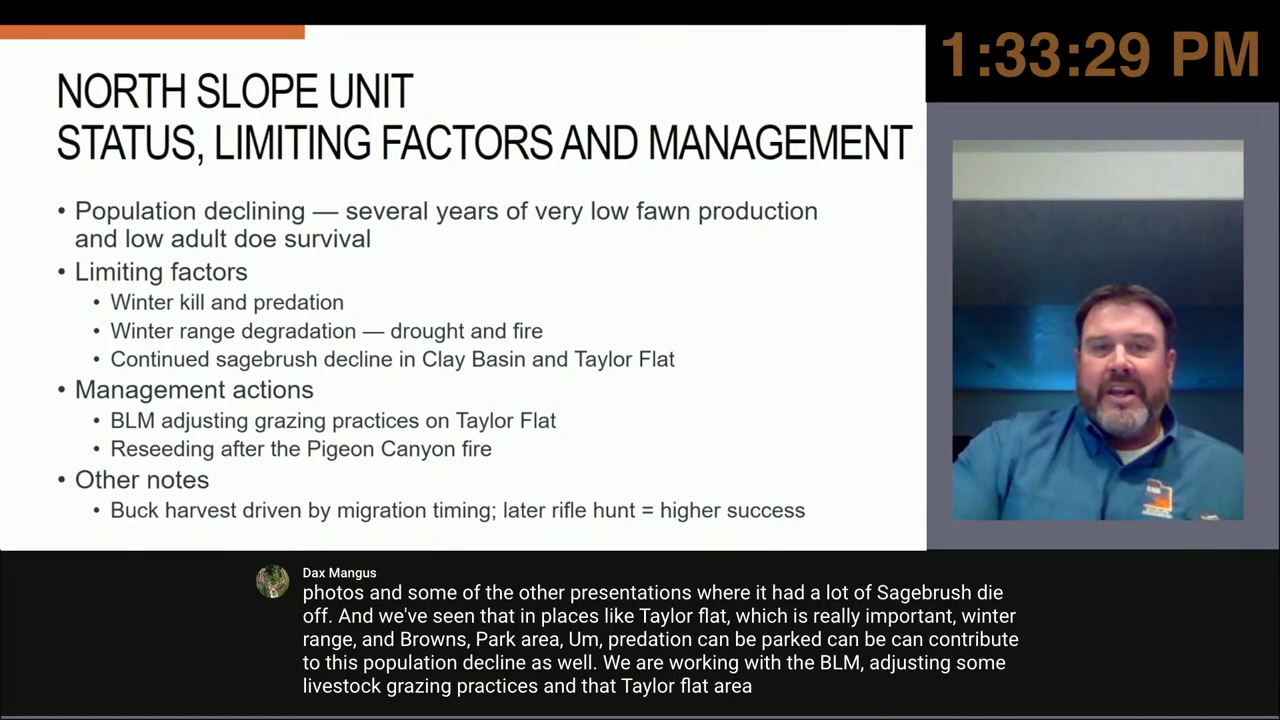 1:33:29 PM
NORTH SLOPE UNIT
STATUS, LIMITING FACTORS AND MANAGEMENT
• Population declining — several years of very low fawn production
and low adult doe survival
• Limiting factors
• Winter kill and predation
• Winter range degradation — drought and fire
• Continued sagebrush decline in Clay Basin and Taylor Flat
• Management actions
• BLM adjusting grazing practices on Taylor Flat
• Reseeding after the Pigeon Canyon fire
• Other notes
• Buck harvest driven by migration timing; later rifle hunt = higher success
Dax Mangus
photos and some of the other presentations where it had a lot of Sagebrush die
off. And we've seen that in places like Taylor flat, which is really important, winter
range, and Browns, Park area, Um, predation can be parked can be can contribute
to this population decline as well. We are working with the BLM, adjusting some
livestock grazing practices and that Taylor flat area